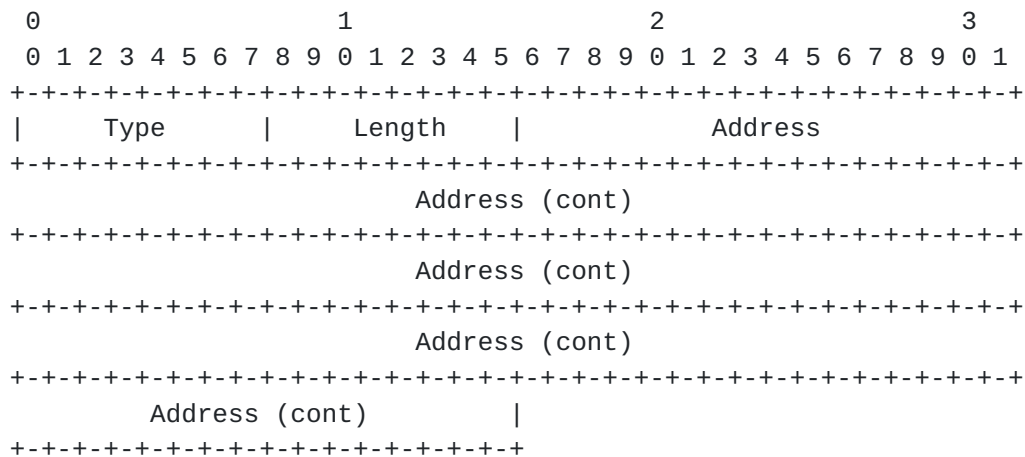 0                   1                   2                   3
 0 1 2 3 4 5 6 7 8 9 0 1 2 3 4 5 6 7 8 9 0 1 2 3 4 5 6 7 8 9 0 1
+-+-+-+-+-+-+-+-+-+-+-+-+-+-+-+-+-+-+-+-+-+-+-+-+-+-+-+-+-+-+-+-+
|     Type      |     Length    |            Address
+-+-+-+-+-+-+-+-+-+-+-+-+-+-+-+-+-+-+-+-+-+-+-+-+-+-+-+-+-+-+-+-+
                          Address (cont)
+-+-+-+-+-+-+-+-+-+-+-+-+-+-+-+-+-+-+-+-+-+-+-+-+-+-+-+-+-+-+-+-+
                          Address (cont)
+-+-+-+-+-+-+-+-+-+-+-+-+-+-+-+-+-+-+-+-+-+-+-+-+-+-+-+-+-+-+-+-+
                          Address (cont)
+-+-+-+-+-+-+-+-+-+-+-+-+-+-+-+-+-+-+-+-+-+-+-+-+-+-+-+-+-+-+-+-+
         Address (cont)         |
+-+-+-+-+-+-+-+-+-+-+-+-+-+-+-+-+